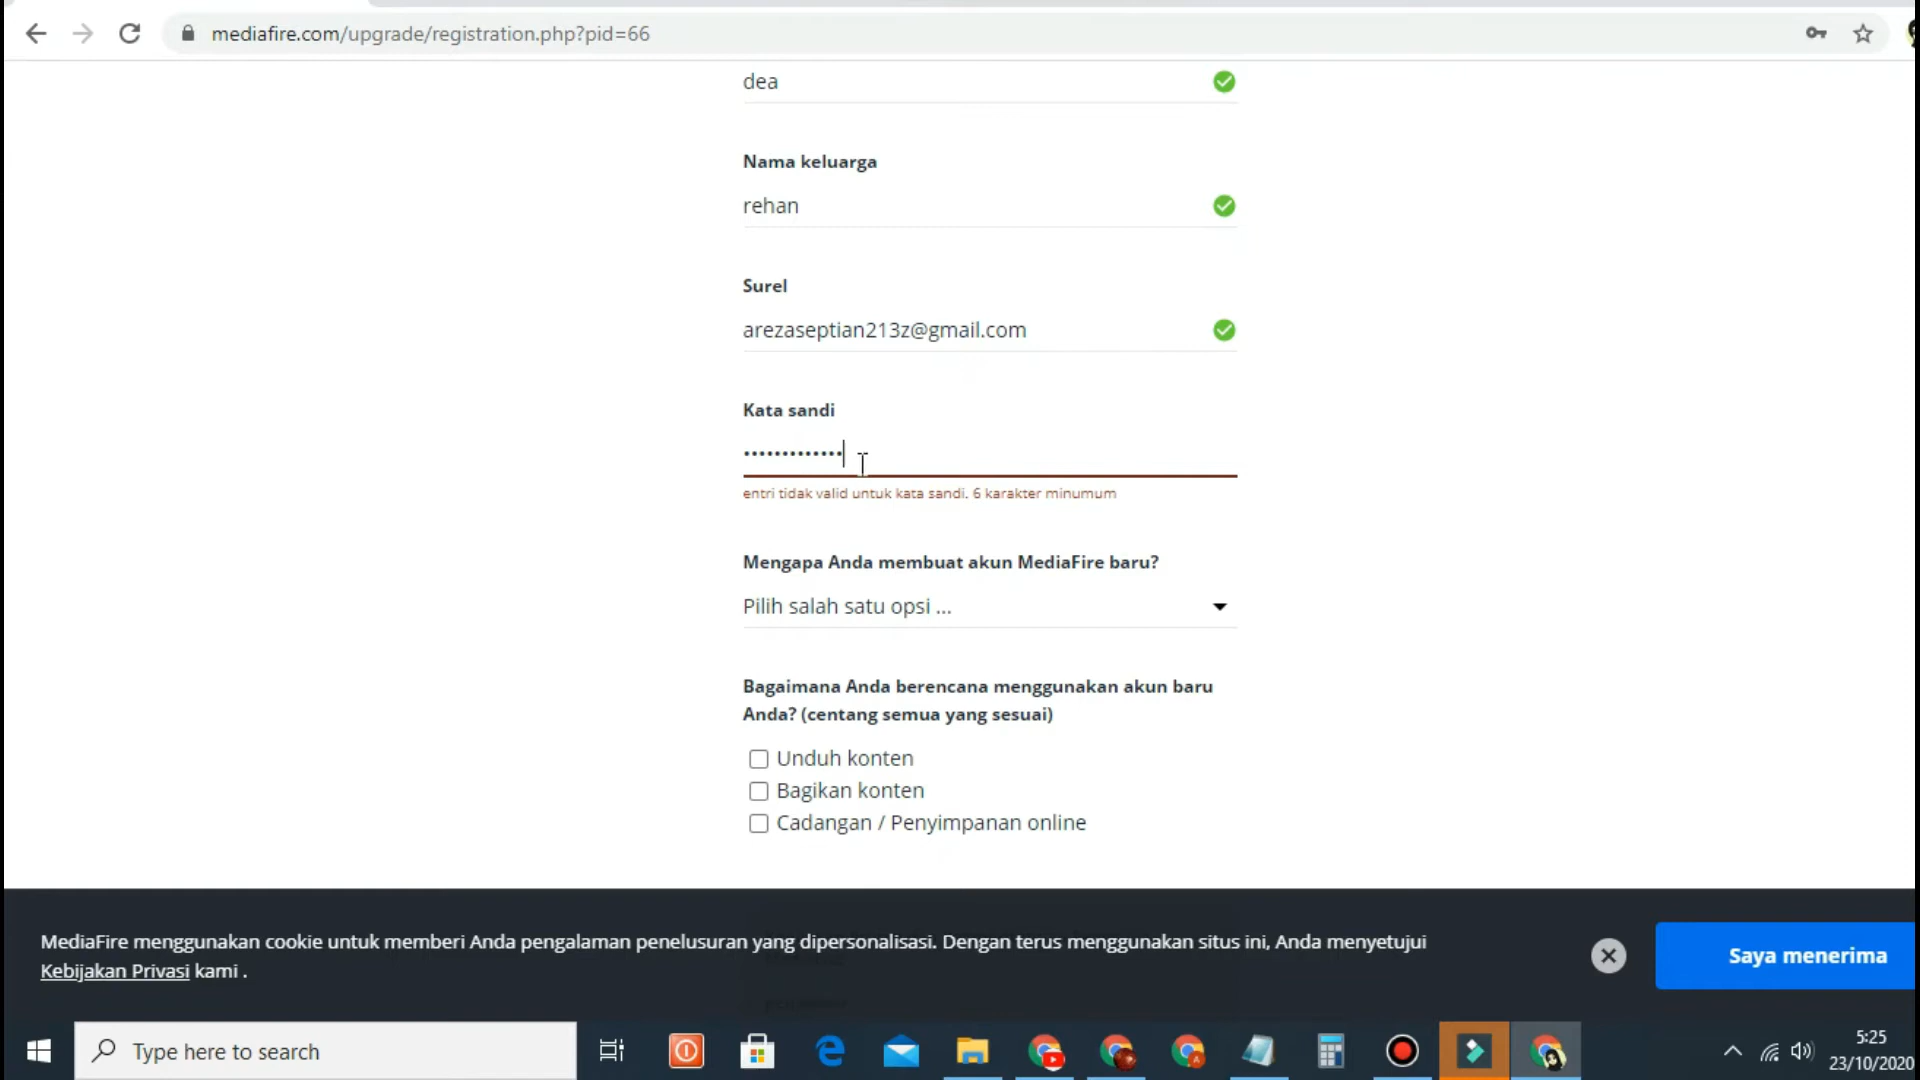 mediafire.com/upgrade/registration.php?pid=66
dea
Nama keluarga
rehan
Surel
arezaseptian213z@gmail.com
Kata sandi
•••••••••••••
entri tidak valid untuk kata sandi. 6 karakter minumum
Mengapa Anda membuat akun MediaFire baru?
Pilih salah satu opsi ...
Bagaimana Anda berencana menggunakan akun baru
Anda? (centang semua yang sesuai)
Unduh konten
Bagikan konten
Cadangan / Penyimpanan online
MediaFire menggunakan cookie untuk memberi Anda pengalaman penelusuran yang dipersonalisasi. Dengan terus menggunakan situs ini, Anda menyetujui
Kebijakan Privasi kami .
Saya menerima
Type here to search
5:25
23/10/2020